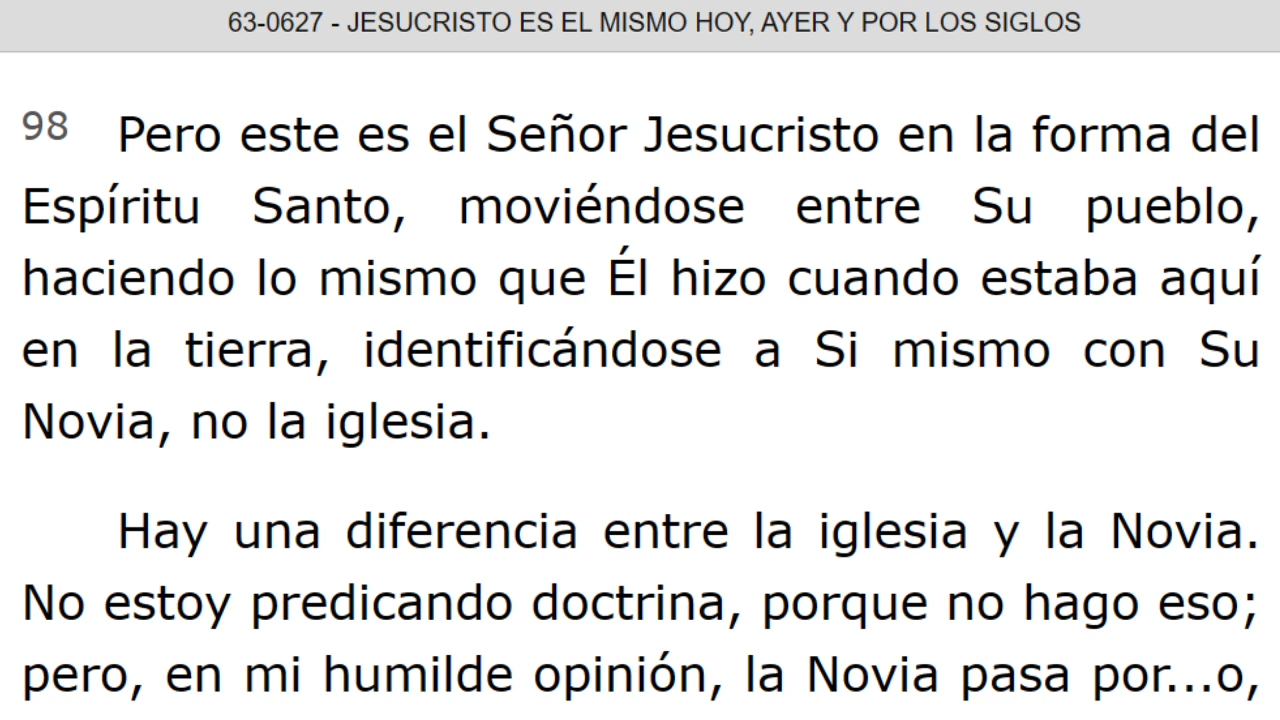 63-0627 - JESUCRISTO ES EL MISMO HOY, AYER Y POR LOS SIGLOS
98 Pero este es el Señor Jesucristo en la forma del
Espíritu Santo, moviéndose entre Su pueblo,
haciendo lo mismo que Él hizo cuando estaba aquí
en la tierra, identificándose a Si mismo con Su
Novia, no la iglesia.
Hay una diferencia entre la iglesia y la Novia.
No estoy predicando doctrina, porque no hago eso;
pero, en mi humilde opinión, la Novia pasa por...o,